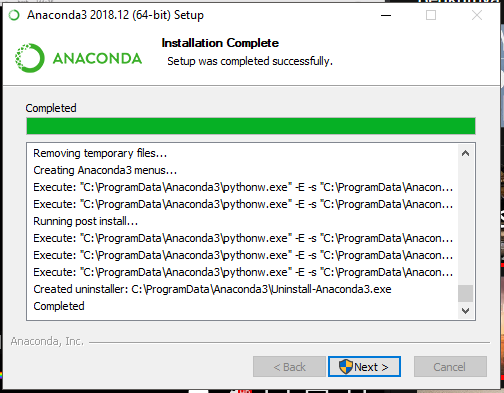 Anaconda3 2018.12 (64-bit) Setup
ANACONDA
Installation Complete
Setup was completed successfully.
Completed
Removing temporary files...
Creating Anaconda3 menus...
Execute: "C:\ProgramData\Anaconda3\pythonw.exe" -E -s "C:\ProgramData\Anacon...
Execute: "C:\ProgramData\Anaconda3\pythonw.exe" -E -s "C:\ProgramData\Anacon...
Running post install...
Execute: "C:\ProgramData\Anaconda3\pythonw.exe" -E -s "C:\ProgramData\Anacon...
Execute: "C:\ProgramData\Anaconda3\pythonw.exe" -E -s "C:\ProgramData\Anacon...
Execute: "C:\ProgramData\Anaconda3\pythonw.exe" -E -s "C:\ProgramData\Anacon...
Created uninstaller: C:\ProgramData\Anaconda3\Uninstall-Anaconda3.exe
Completed
Anaconda, Inc.
< Back
Next >
Cancel